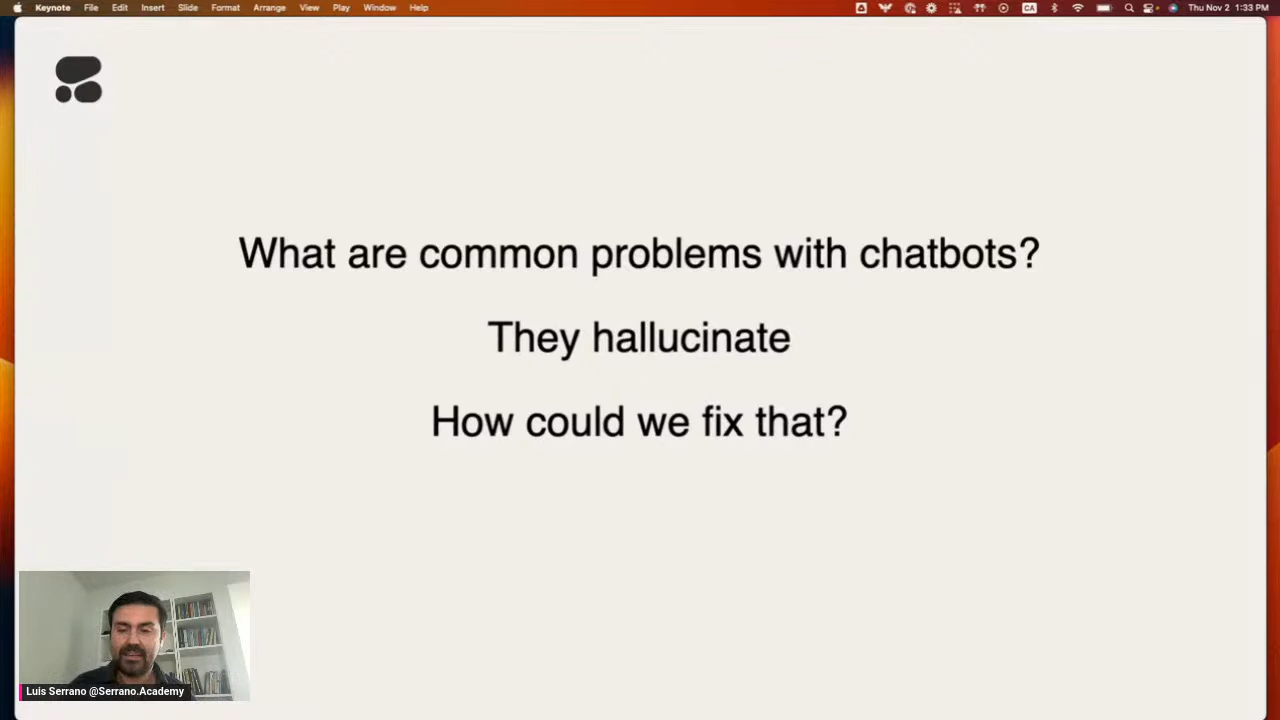 Keynote File Edit Insert Slide Format Arrange View Play Window Help CA Thu Nov 2 1:33 PM
What are common problems with chatbots?
They hallucinate
How could we fix that?
Luis Serrano @Serrano.Academy